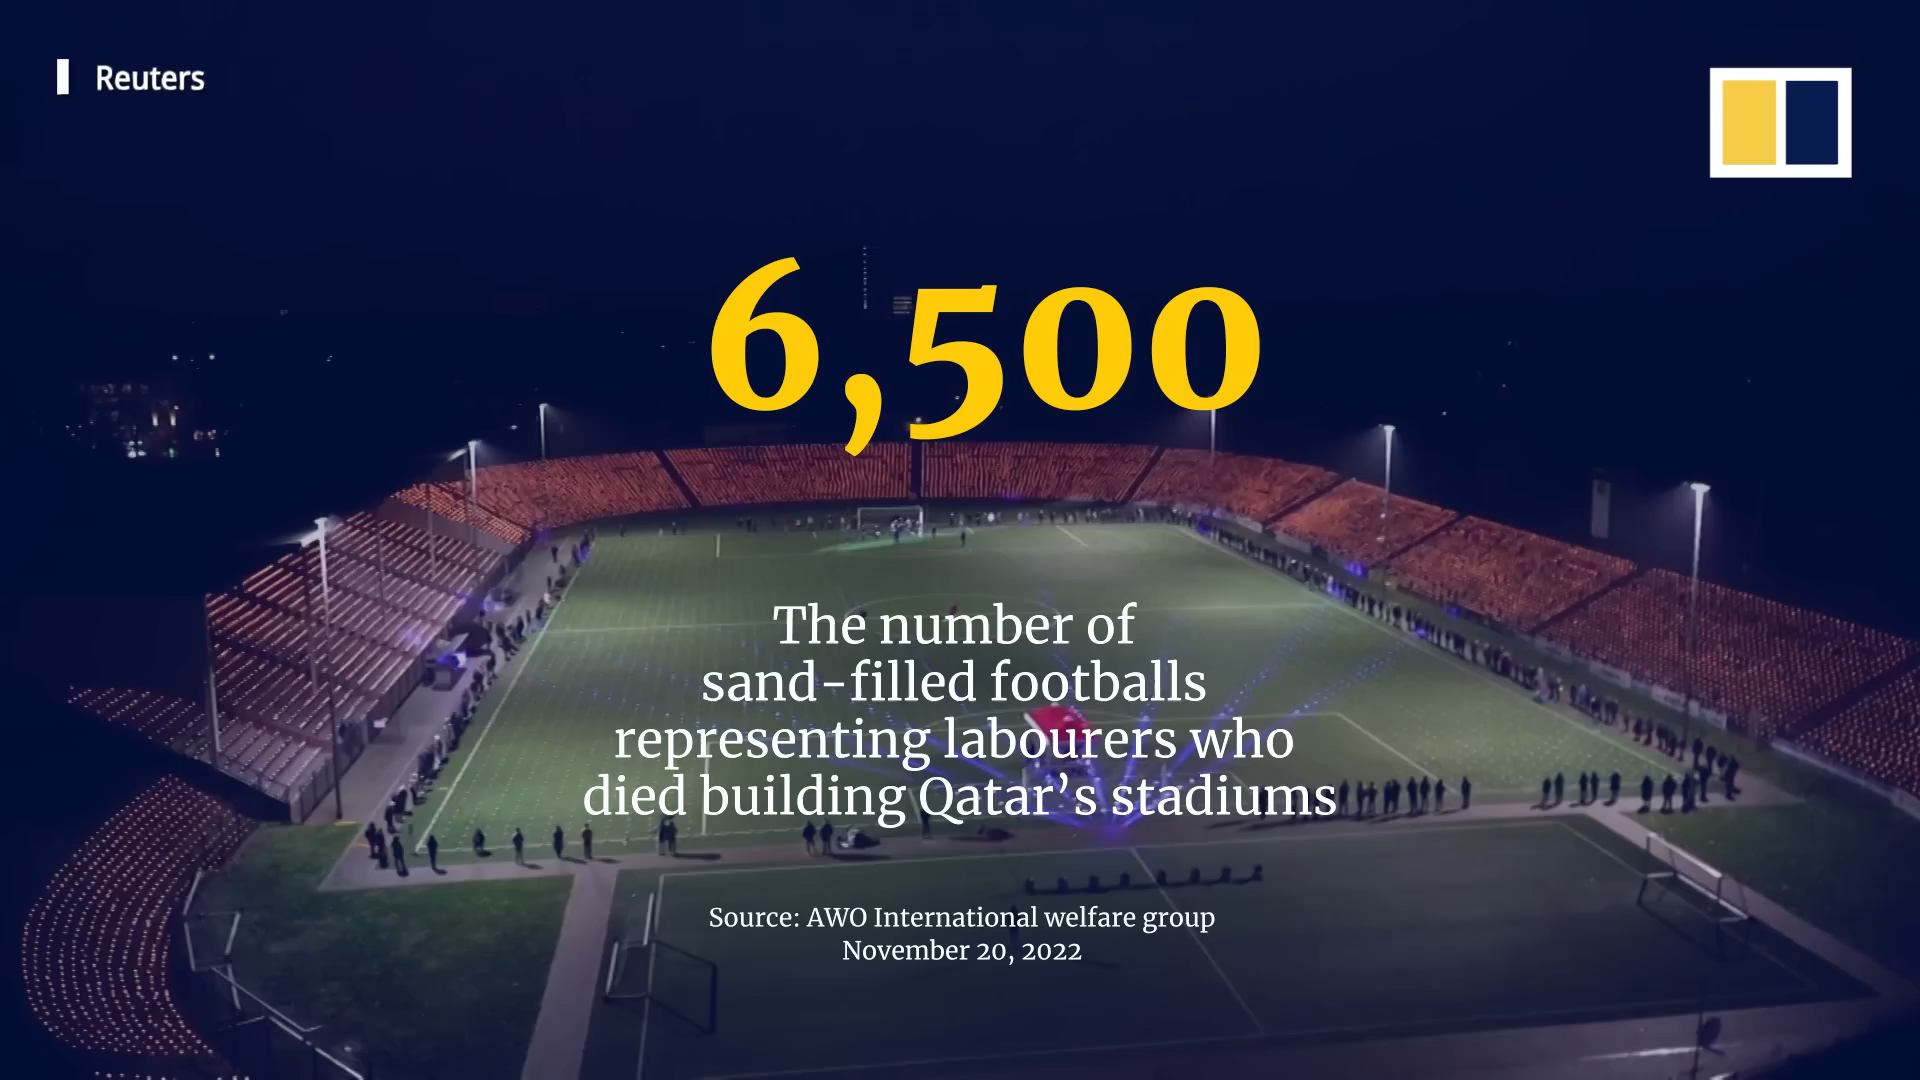 Reuters
6,500
The number of
sand-filled footballs
representing labourers who
died building Qatar’s stadiums
Source: AWO International welfare group
November 20, 2022